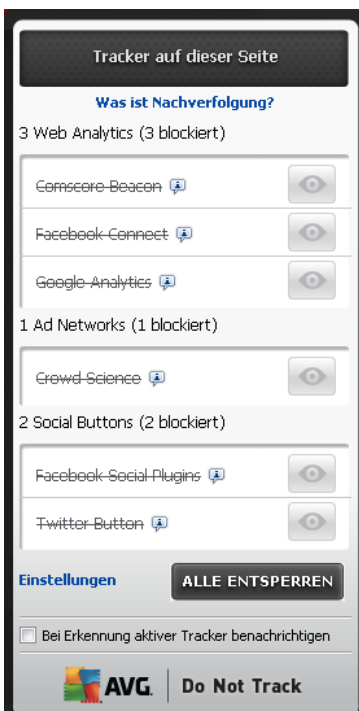 Tracker auf dieser Seite
Was ist Nachverfolgung?
3 Web Analytics (3 blockiert)
Comscore Beacon
Facebook Connect
Google Analytics
1 Ad Networks (1 blockiert)
Crowd Science
2 Social Buttons (2 blockiert)
Facebook Social Plugins
Twitter Button
Einstellungen
ALLE ENTSPERREN
Bei Erkennung aktiver Tracker benachrichtigen
AVG. Do Not Track